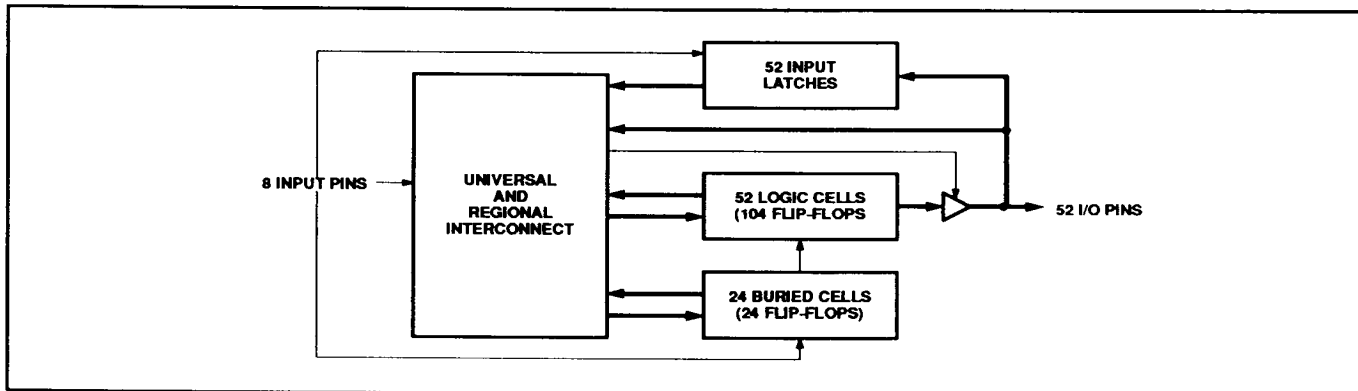 52 INPUT
LATCHES
8 INPUT PINS
UNIVERSAL
AND
REGIONAL
INTERCONNECT
52 LOGIC CELLS
(104 FLIP-FLOPS
52 I/O PINS
24 BURIED CELLS
(24 FLIP-FLOPS)